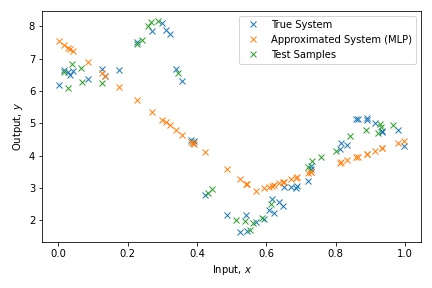 True System
Approximated System (MLP)
Test Samples
8
7
6
5
4
3
2
Output, y
0.0 0.2 0.4 0.6 0.8 1.0
Input, x